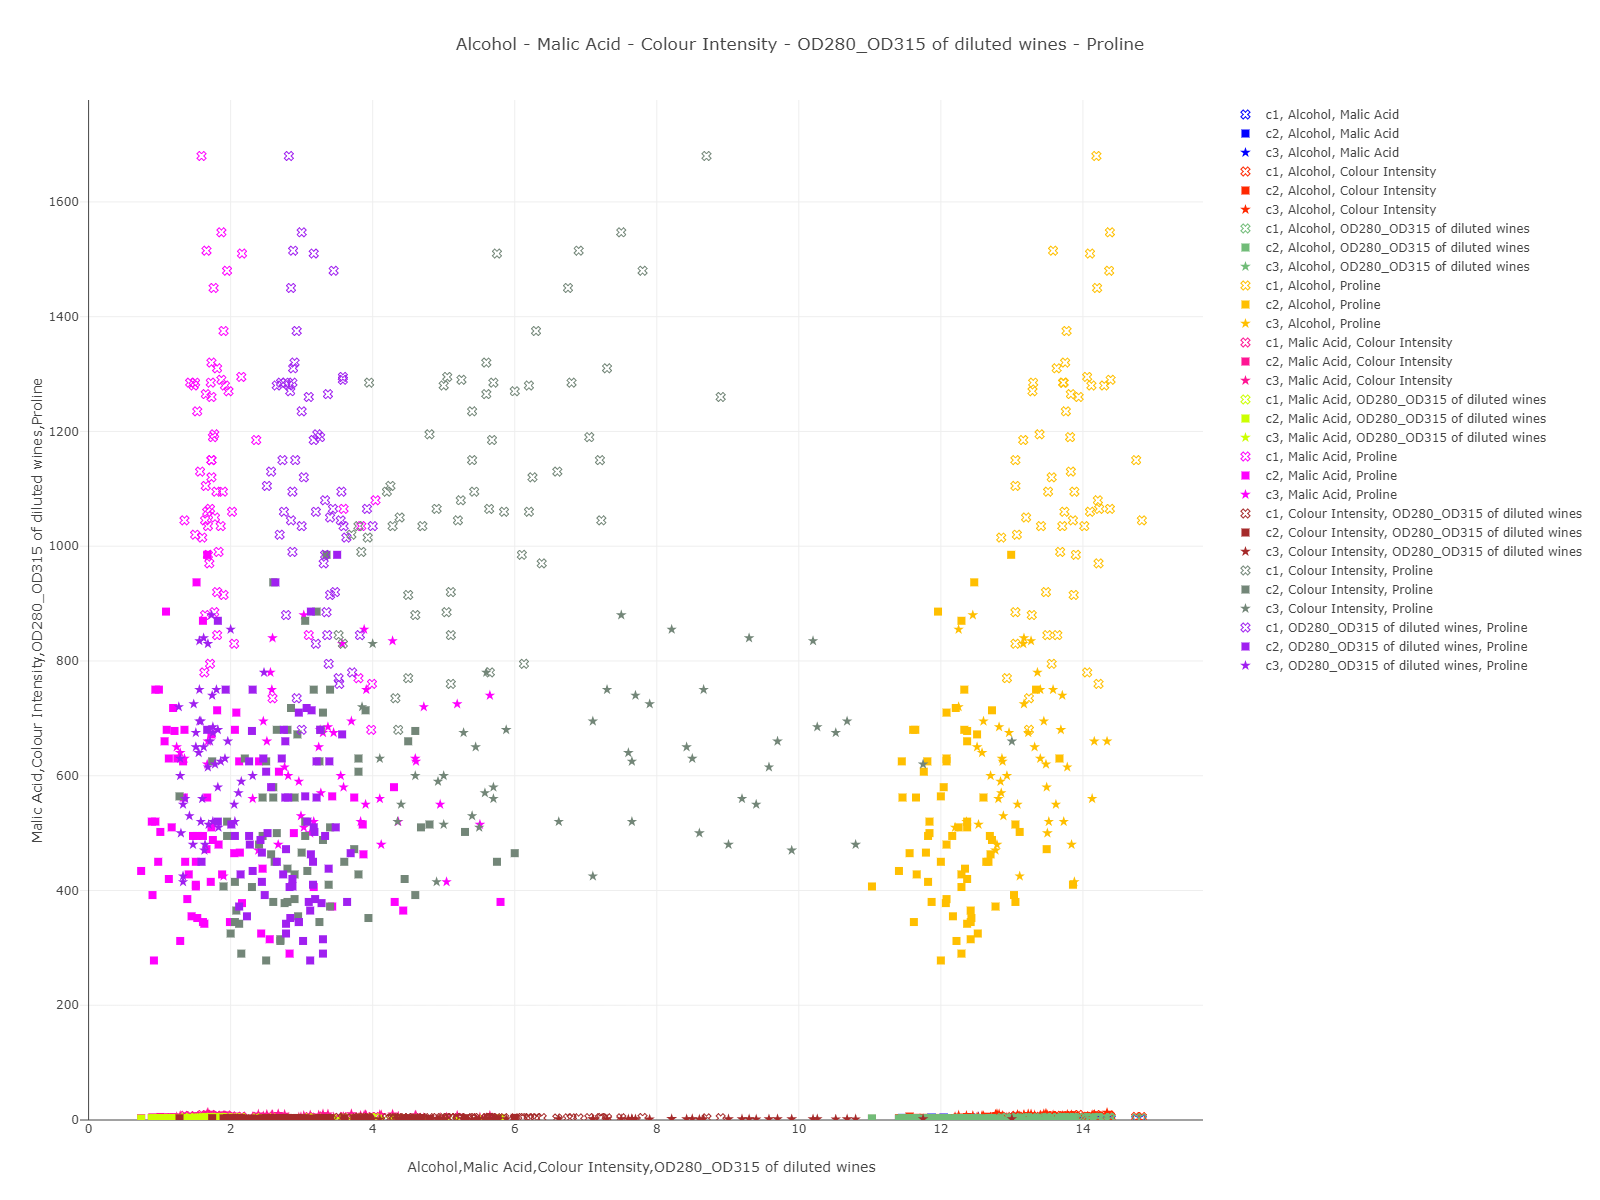 Alcohol - Malic Acid - Colour Intensity - OD280_OD315 of diluted wines - Proline
Malic Acid,Colour Intensity,OD280_OD315 of diluted wines,Proline
1600
1400
1200
1000
800
600
400
200
0
0 2 4 6 8 10 12 14
Alcohol,Malic Acid,Colour Intensity,OD280_OD315 of diluted wines
c1, Alcohol, Malic Acid
c2, Alcohol, Malic Acid
c3, Alcohol, Malic Acid
c1, Alcohol, Colour Intensity
c2, Alcohol, Colour Intensity
c3, Alcohol, Colour Intensity
c1, Alcohol, OD280_OD315 of diluted wines
c2, Alcohol, OD280_OD315 of diluted wines
c3, Alcohol, OD280_OD315 of diluted wines
c1, Alcohol, Proline
c2, Alcohol, Proline
c3, Alcohol, Proline
c1, Malic Acid, Colour Intensity
c2, Malic Acid, Colour Intensity
c3, Malic Acid, Colour Intensity
c1, Malic Acid, OD280_OD315 of diluted wines
c2, Malic Acid, OD280_OD315 of diluted wines
c3, Malic Acid, OD280_OD315 of diluted wines
c1, Malic Acid, Proline
c2, Malic Acid, Proline
c3, Malic Acid, Proline
c1, Colour Intensity, OD280_OD315 of diluted wines
c2, Colour Intensity, OD280_OD315 of diluted wines
c3, Colour Intensity, OD280_OD315 of diluted wines
c1, Colour Intensity, Proline
c2, Colour Intensity, Proline
c3, Colour Intensity, Proline
c1, OD280_OD315 of diluted wines, Proline
c2, OD280_OD315 of diluted wines, Proline
c3, OD280_OD315 of diluted wines, Proline